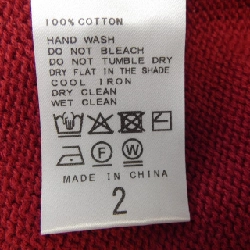 100% COTTON
HAND WASH
DO NOT BLEACH
DO NOT TUMBLE DRY
DRY FLAT IN THE SHADE
COOL IRON
DRY CLEAN
WET CLEAN
F W
MADE IN CHINA
2